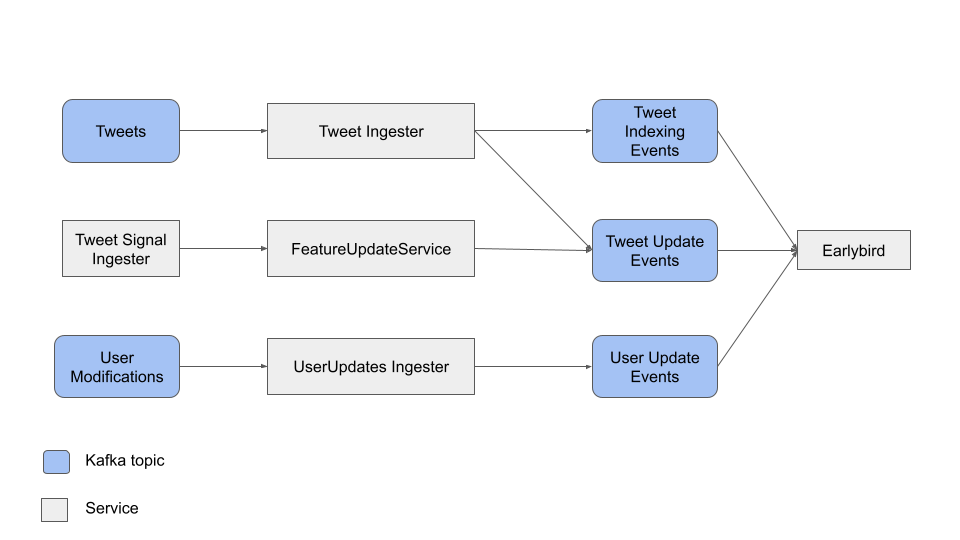 Tweets
Tweet Ingester
Tweet
Indexing
Events
Tweet Signal
Ingester
FeatureUpdateService
Tweet Update
Events
Earlybird
User
Modifications
UserUpdates Ingester
User Update
Events
Kafka topic
Service